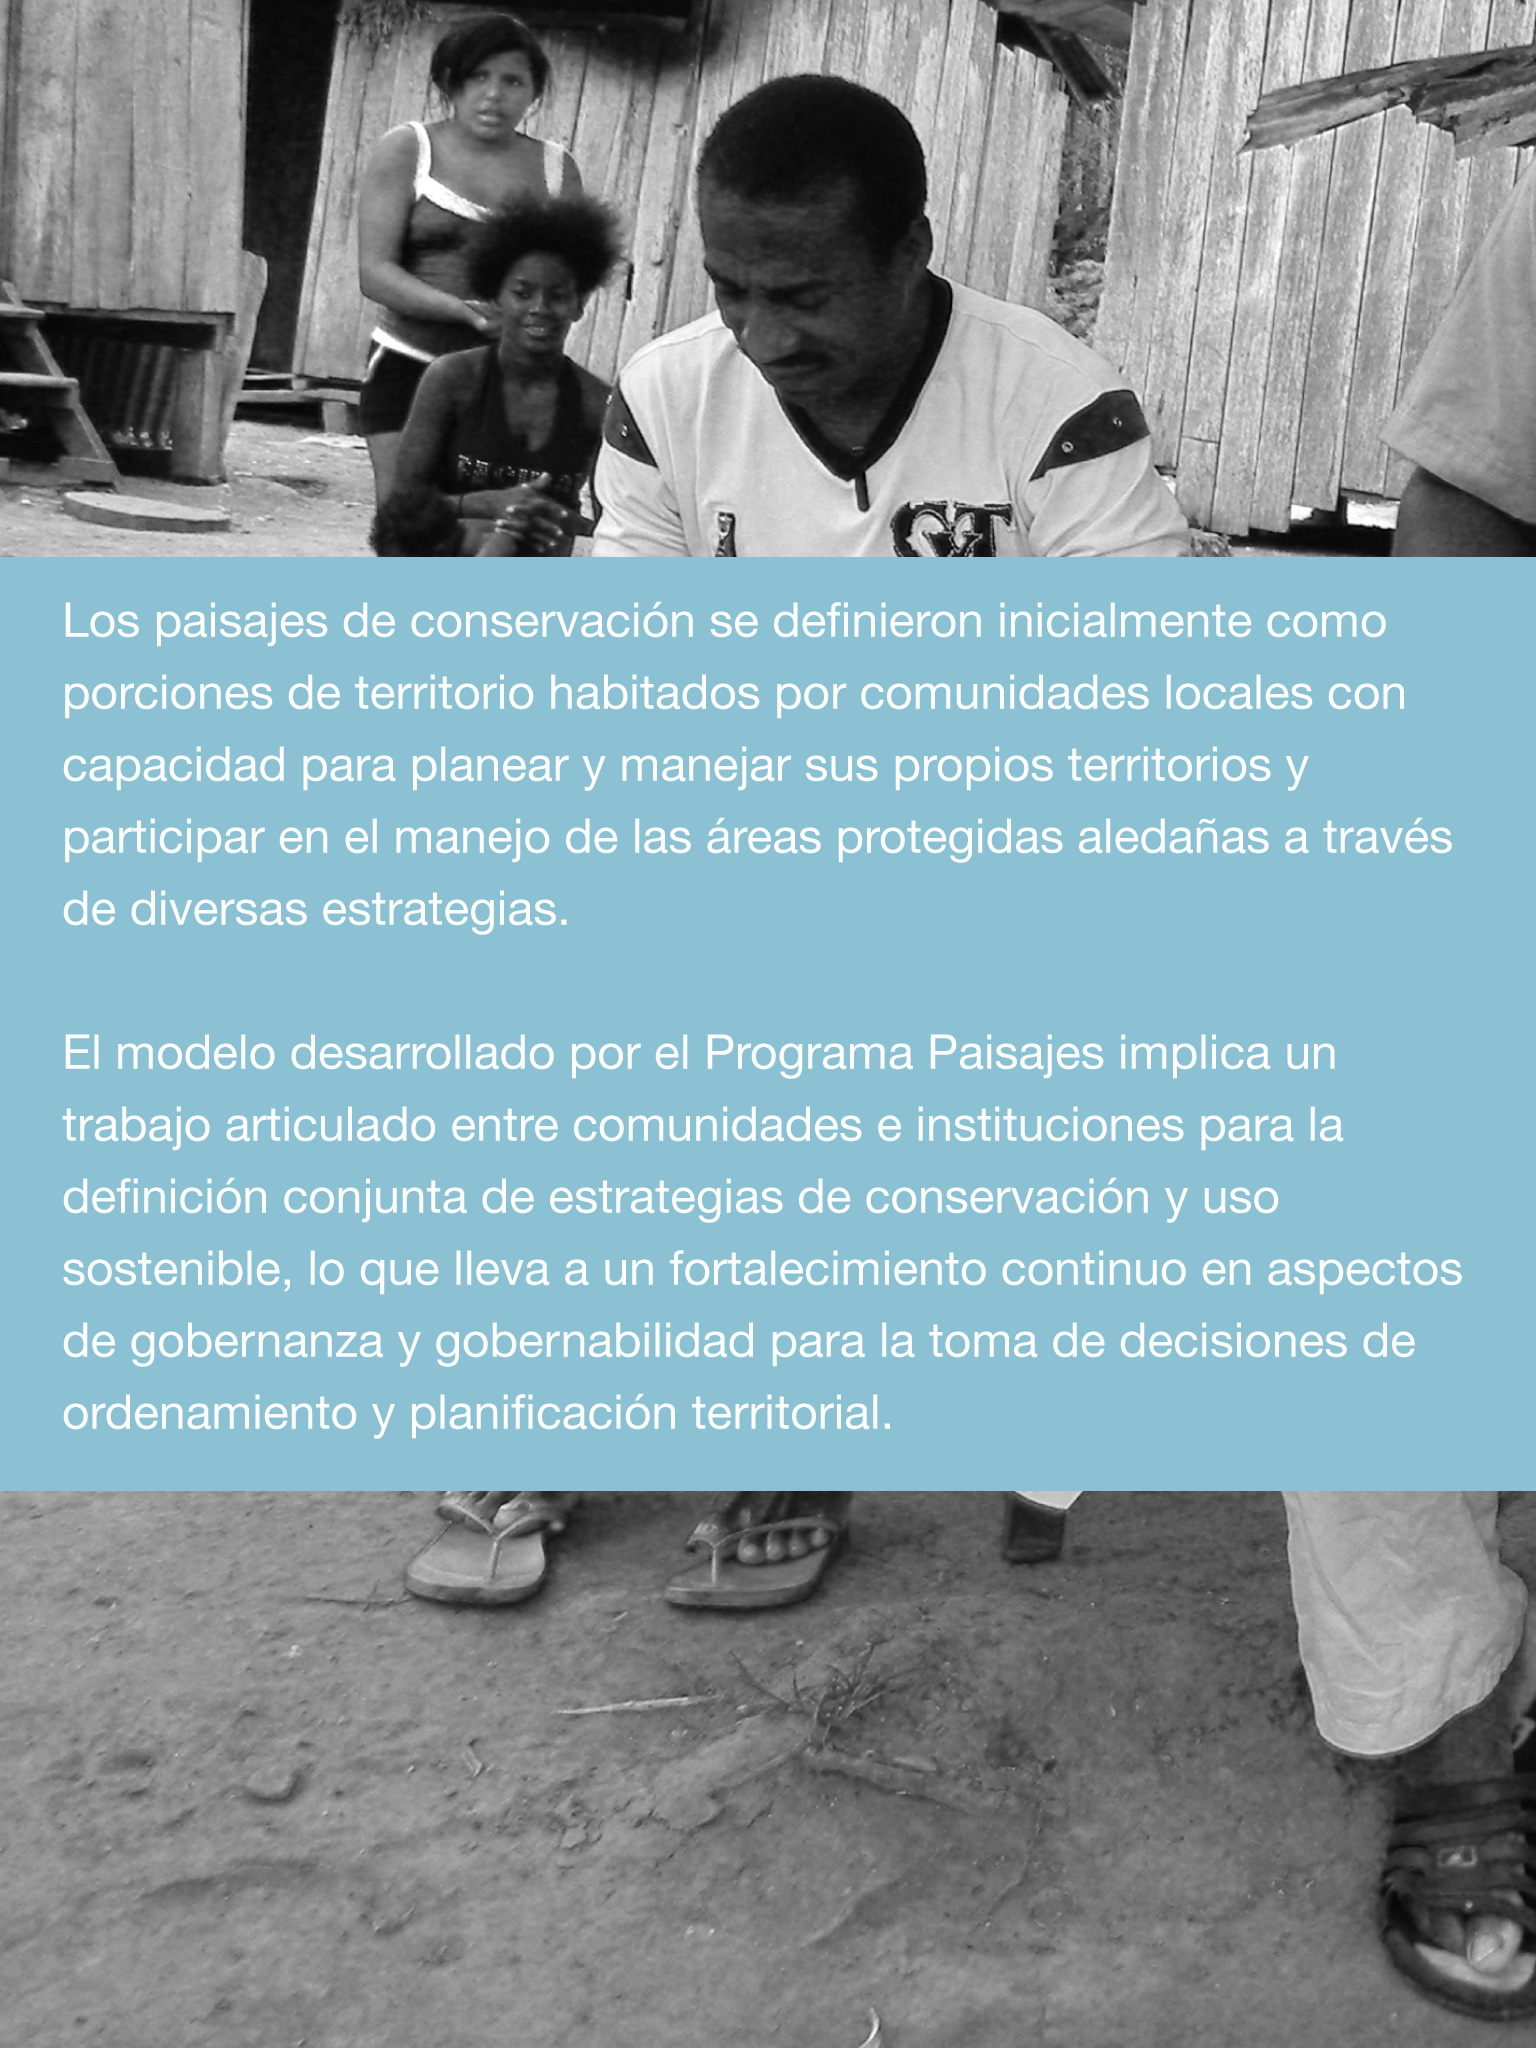 Los paisajes de conservación se definieron inicialmente como
porciones de territorio habitados por comunidades locales con
capacidad para planear y manejar sus propios territorios y
participar en el manejo de las áreas protegidas aledañas a través
de diversas estrategias.
El modelo desarrollado por el Programa Paisajes implica un
trabajo articulado entre comunidades e instituciones para la
definición conjunta de estrategias de conservación y uso
sostenible, lo que lleva a un fortalecimiento continuo en aspectos
de gobernanza y gobernabilidad para la toma de decisiones de
ordenamiento y planificación territorial.